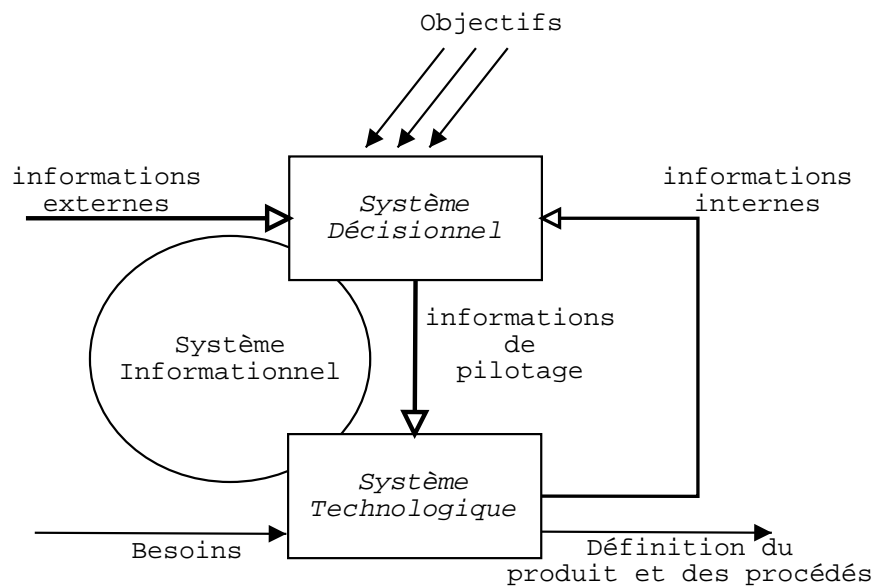 Objectifs
informations
externes
Système
Décisionnel
informations
internes
informations
de
pilotage
Système
Informationnel
Système
Technologique
Besoins
Définition du
produit et des procédés